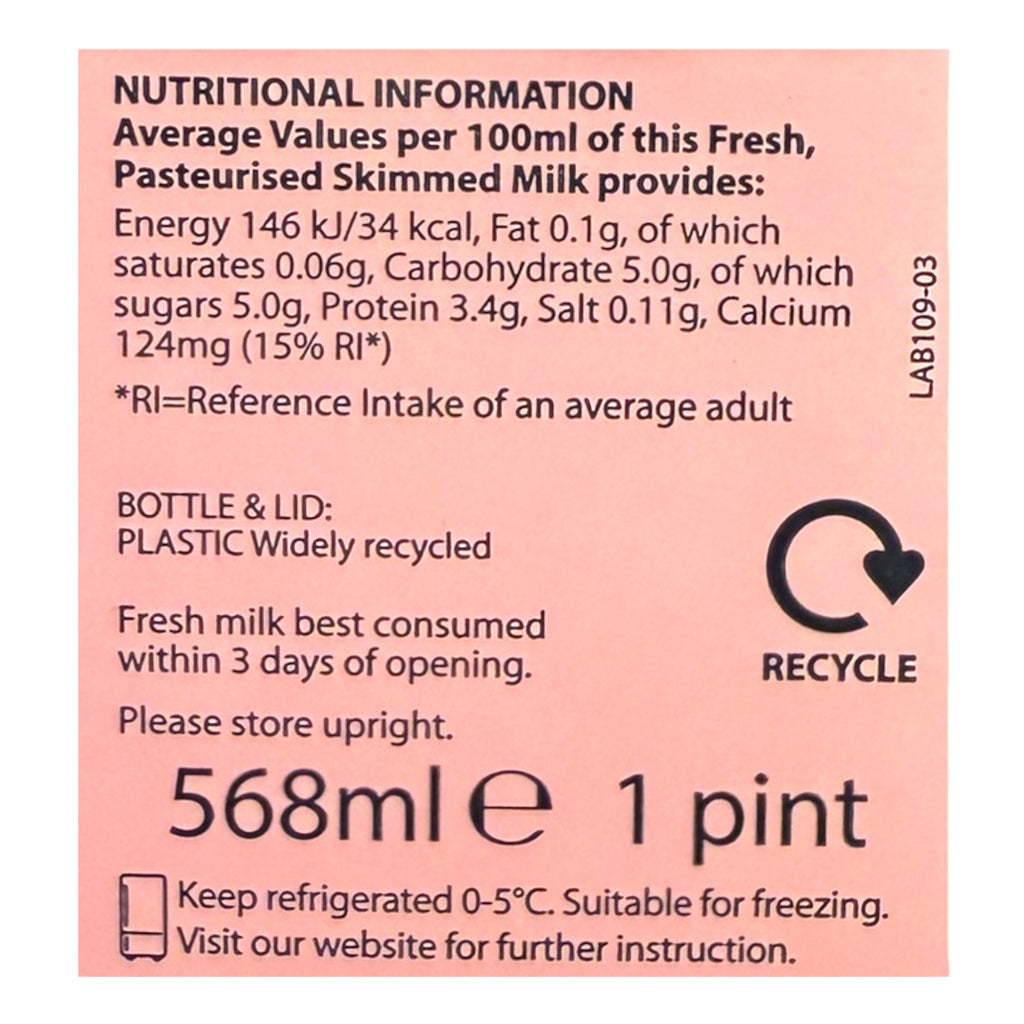 NUTRITIONAL INFORMATION
Average Values per 100ml of this Fresh,
Pasteurised Skimmed Milk provides:
Energy 146 kJ/34 kcal, Fat 0.1g, of which
saturates 0.06g, Carbohydrate 5.0g, of which
sugars 5.0g, Protein 3.4g, Salt 0.11g, Calcium
124mg (15% RI*)
*RI=Reference Intake of an average adult
LAB109-03
BOTTLE & LID:
PLASTIC Widely recycled
RECYCLE
Fresh milk best consumed
within 3 days of opening.
Please store upright.
568ml ℮ 1 pint
Keep refrigerated 0-5°C. Suitable for freezing.
Visit our website for further instruction.